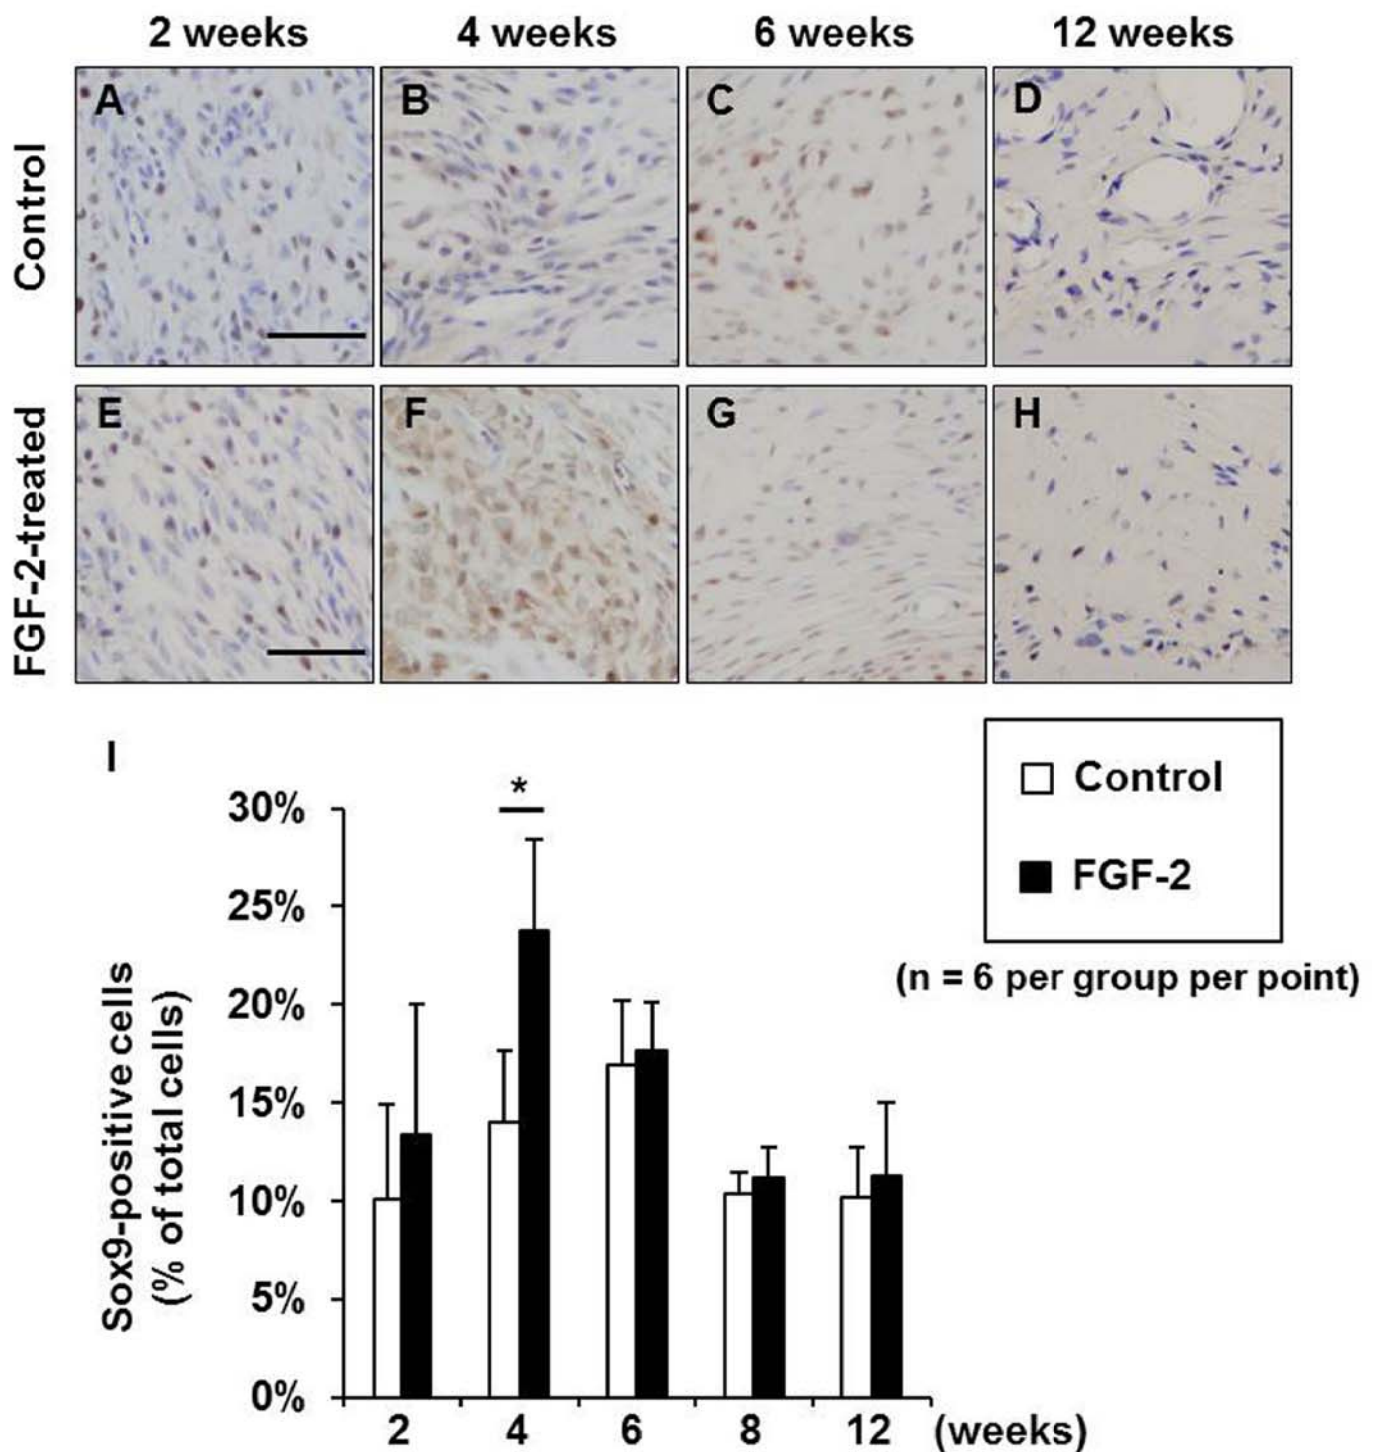 2 weeks 4 weeks 6 weeks 12 weeks
Control
A B C D
FGF-2-treated
E F G H
I
Control
FGF-2
(n = 6 per group per point)
*
Sox9-positive cells
(% of total cells)
30%
25%
20%
15%
10%
5%
0%
2 4 6 8 12 (weeks)